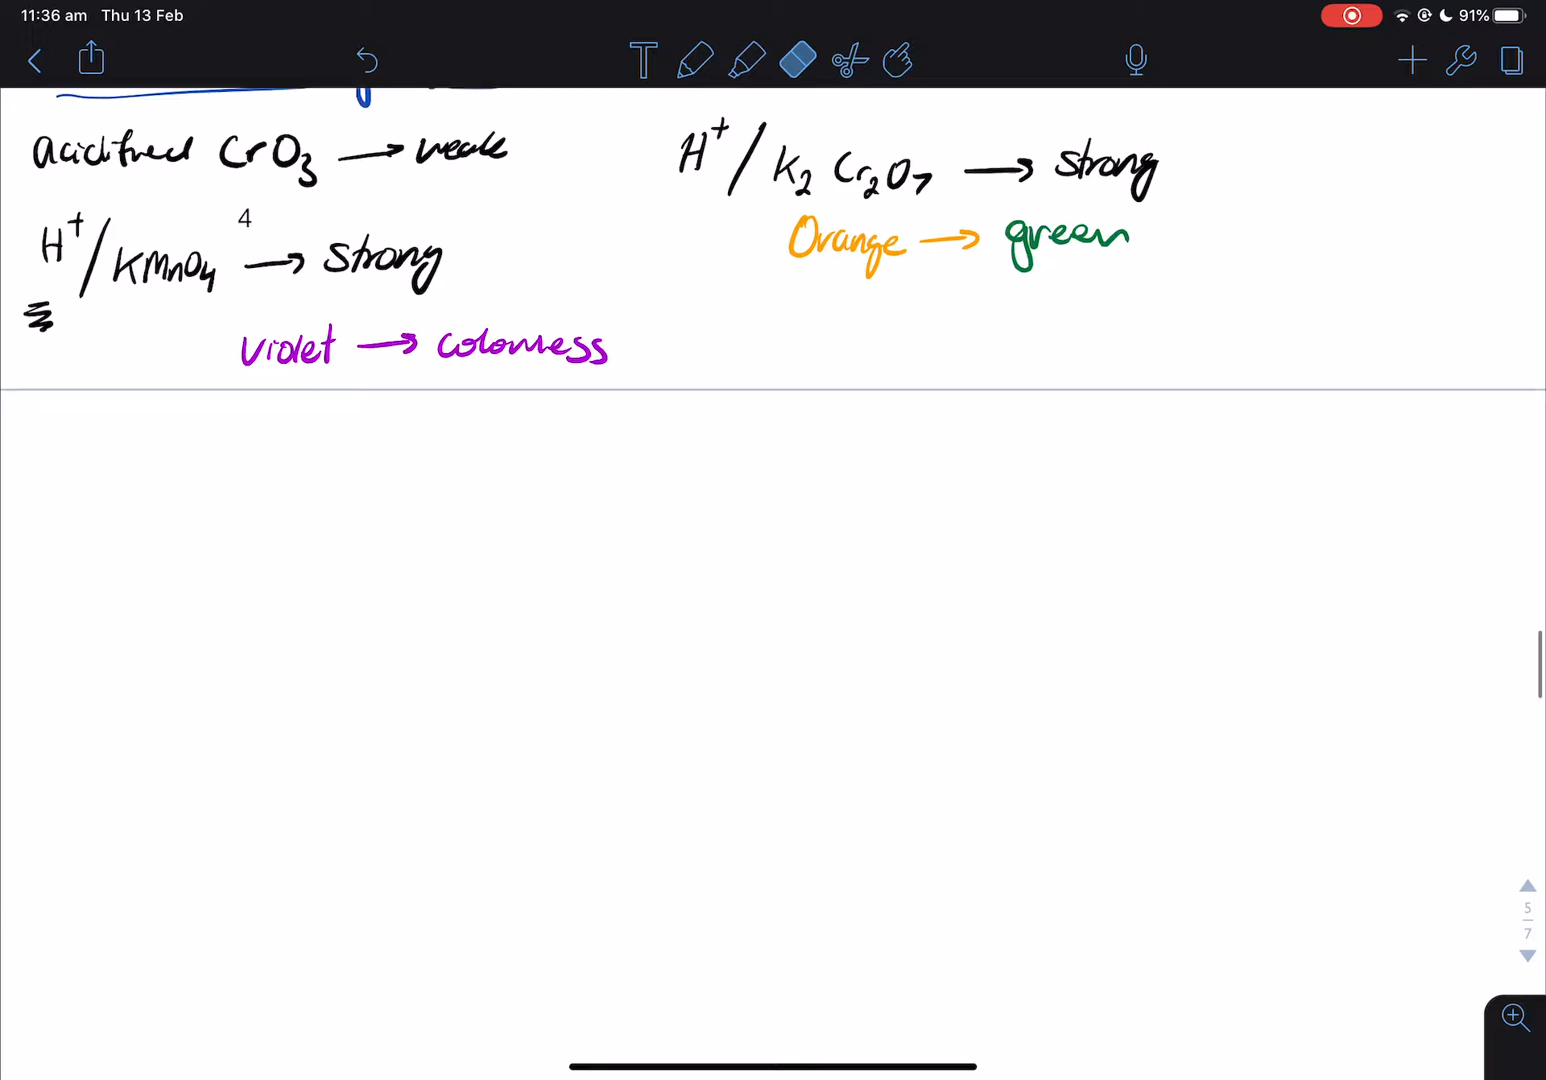 11:36 am Thu 13 Feb
91%
acidified CrO₃ → weak
H⁺/K₂Cr₂O₇ → strong
Orange → green
4
H⁺/KMnO₄ → strong
violet → colourless
5
7